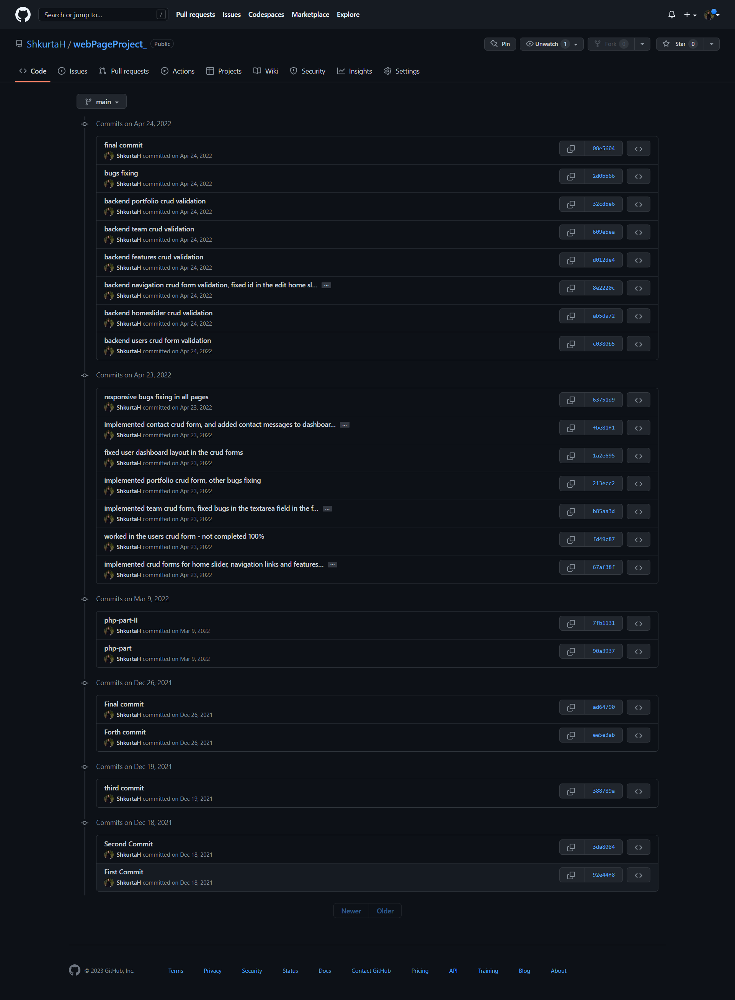 Search or jump to... /
Pull requests Issues Codespaces Marketplace Explore
ShkurtaH / webPageProject_ Public
Pin Unwatch 1 Fork 0 Star 0
Code Issues Pull requests Actions Projects Wiki Security Insights Settings
main
Commits on Apr 24, 2022
final commit
ShkurtaH committed on Apr 24, 2022
08e5604
bugs fixing
ShkurtaH committed on Apr 24, 2022
2d0bb66
backend portfolio crud validation
ShkurtaH committed on Apr 24, 2022
32cdbe6
backend team crud validation
ShkurtaH committed on Apr 24, 2022
609ebea
backend features crud validation
ShkurtaH committed on Apr 24, 2022
d012de4
backend navigation crud form validation, fixed id in the edit home sl... ...
ShkurtaH committed on Apr 24, 2022
8e2220c
backend homeslider crud validation
ShkurtaH committed on Apr 24, 2022
ab5da72
backend users crud form validation
ShkurtaH committed on Apr 24, 2022
c0380b5
Commits on Apr 23, 2022
responsive bugs fixing in all pages
ShkurtaH committed on Apr 23, 2022
63751d9
implemented contact crud form, and added contact messages to dashboar... ...
ShkurtaH committed on Apr 23, 2022
fbe81f1
fixed user dashboard layout in the crud forms
ShkurtaH committed on Apr 23, 2022
1a2e695
implemented portfolio crud form, other bugs fixing
ShkurtaH committed on Apr 23, 2022
213ecc2
implemented team crud form, fixed bugs in the textarea field in the f... ...
ShkurtaH committed on Apr 23, 2022
b85aa3d
worked in the users crud form - not completed 100%
ShkurtaH committed on Apr 23, 2022
fd49c87
implemented crud forms for home slider, navigation links and features... ...
ShkurtaH committed on Apr 23, 2022
67af38f
Commits on Mar 9, 2022
php-part-II
ShkurtaH committed on Mar 9, 2022
7fb1131
php-part
ShkurtaH committed on Mar 9, 2022
90a3937
Commits on Dec 26, 2021
Final commit
ShkurtaH committed on Dec 26, 2021
ad64790
Forth commit
ShkurtaH committed on Dec 26, 2021
ee5e3ab
Commits on Dec 19, 2021
third commit
ShkurtaH committed on Dec 19, 2021
388789a
Commits on Dec 18, 2021
Second Commit
ShkurtaH committed on Dec 18, 2021
3da8084
First Commit
ShkurtaH committed on Dec 18, 2021
92e44f8
Newer Older
© 2023 GitHub, Inc. Terms Privacy Security Status Docs Contact GitHub Pricing API Training Blog About